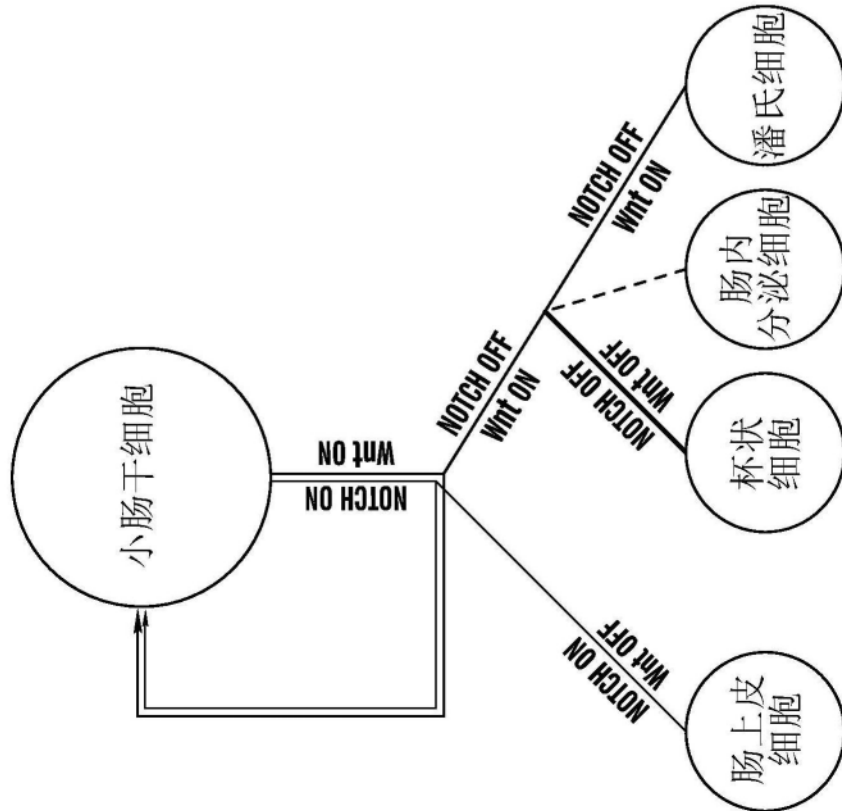 小肠干细胞
NOTCH ON
Wnt ON
NOTCH OFF
Wnt ON
NOTCH OFF
Wnt ON
NOTCH OFF
Wnt OFF
NOTCH ON
Wnt OFF
肠上皮
细胞
杯状
细胞
肠内
分泌细胞
潘氏细胞